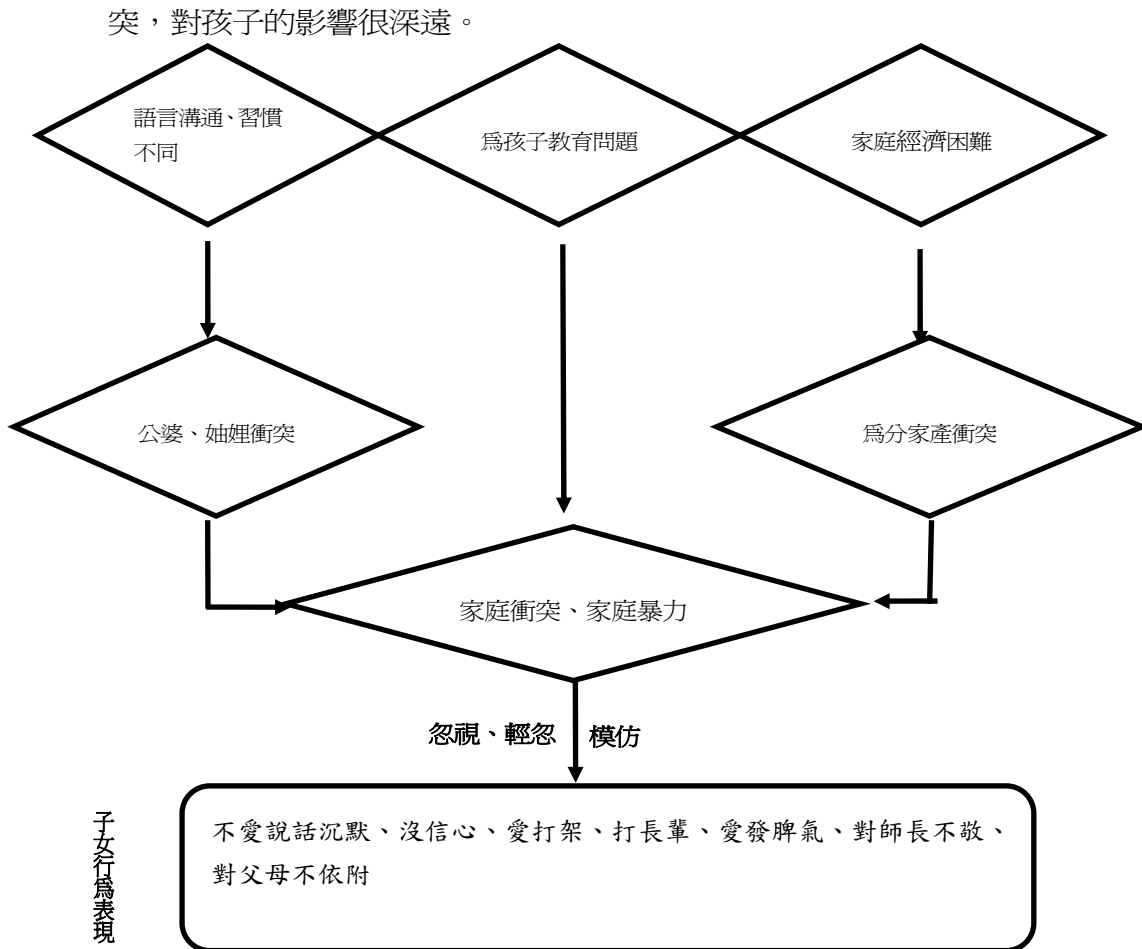 突，對孩子的影響很深遠。
語言溝通、習慣
不同
為孩子教育問題
家庭經濟困難
公婆、妯娌衝突
為分家產衝突
家庭衝突、家庭暴力
忽視、輕忽
模仿
子女行為表現
不愛說話沉默、沒信心、愛打架、打長輩、愛發脾氣、對師長不敬、
對父母不依附